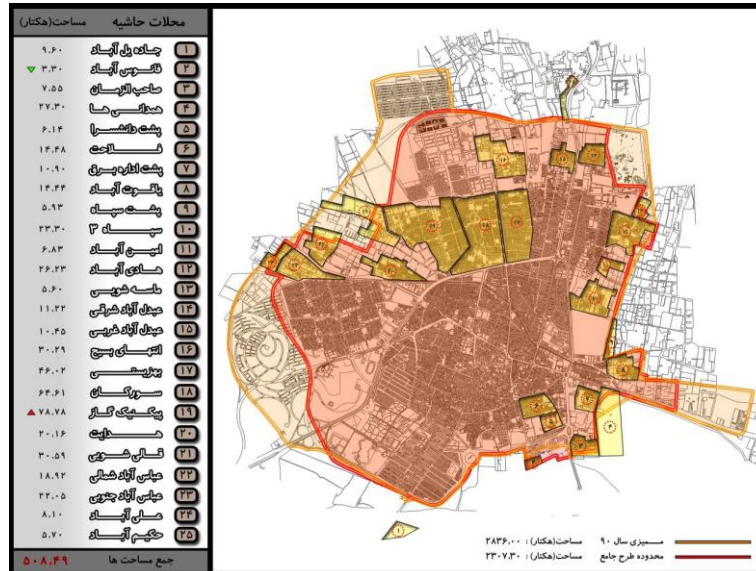 محلات حاشیه مساحت(هکتار)
۱ جاده پل آباد ۹.۶۰
۲ فانوس آباد ۳.۳۰
۳ صاحب الزمان ۷.۵۵
۴ همدانی ها ۲۷.۳۰
۵ پشت دانشسرا ۶.۱۴
۶ فلاحت ۱۴.۴۸
۷ پشت اداره برق ۱۰.۹۰
۸ یاقوت آباد ۱۴.۴۴
۹ پشت سپاه ۵.۹۳
۱۰ سپاه ۳ ۲۳.۳۰
۱۱ امین آباد ۶.۸۳
۱۲ هادی آباد ۲۶.۲۳
۱۳ ماسه شویی ۵.۶۰
۱۴ عبدل آباد شرقی ۱۱.۲۲
۱۵ عبدل آباد غربی ۱۰.۴۵
۱۶ انتهای بسیج ۳۰.۲۹
۱۷ بهزیستی ۴۶.۰۲
۱۸ سورکان ۶۴.۶۱
۱۹ پیکنیک گاز ۷۸.۷۸
۲۰ هدایت ۲۰.۱۶
۲۱ قالی شویی ۳۰.۵۹
۲۲ عباس آباد شمالی ۱۸.۹۲
۲۳ عباس آباد جنوبی ۲۲.۰۵
۲۴ علی آباد ۸.۱۰
۲۵ حکیم آباد ۵.۷۰
جمع مساحت ها ۵۰۸.۴۹
ممیزی سال ۹۰ مساحت(هکتار) : ۲۸۳۶.۰۰
محدوده طرح جامع مساحت(هکتار) : ۲۳۰۷.۳۰